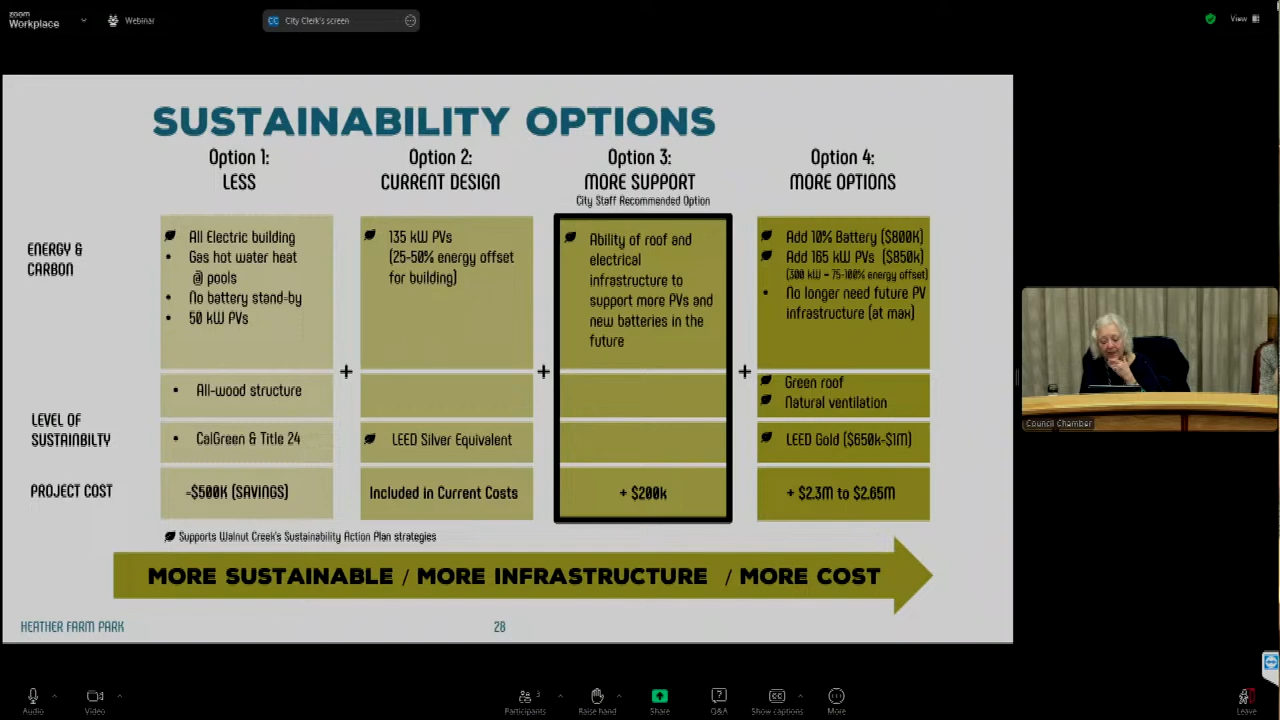 zoom
Workplace
Webinar
CC City Clerk's screen
View
SUSTAINABILITY OPTIONS
Option 1:
LESS
Option 2:
CURRENT DESIGN
Option 3:
MORE SUPPORT
City Staff Recommended Option
Option 4:
MORE OPTIONS
ENERGY &
CARBON
All Electric building
• Gas hot water heat
@ pools
• No battery stand-by
• 50 kW PVs
135 kW PVs
(25-50% energy offset
for building)
Ability of roof and
electrical
infrastructure to
support more PVs and
new batteries in the
future
Add 10% Battery ($800K)
Add 165 kW PVs ($850k)
(300 kW = 75-100% energy offset)
• No longer need future PV
infrastructure (at max)
+
+
+
LEVEL OF
SUSTAINBILTY
• All-wood structure
Green roof
Natural ventilation
• CalGreen & Title 24
LEED Silver Equivalent
LEED Gold ($650k-$1M)
PROJECT COST
-$500K (SAVINGS)
Included in Current Costs
+ $200k
+ $2.3M to $2.65M
Supports Walnut Creek's Sustainability Action Plan strategies
MORE SUSTAINABLE / MORE INFRASTRUCTURE / MORE COST
HEATHER FARM PARK
28
Council Chamber
Audio
Video
Participants
3
Raise hand
Share
Q&A
CC
Show captions
More
Leave